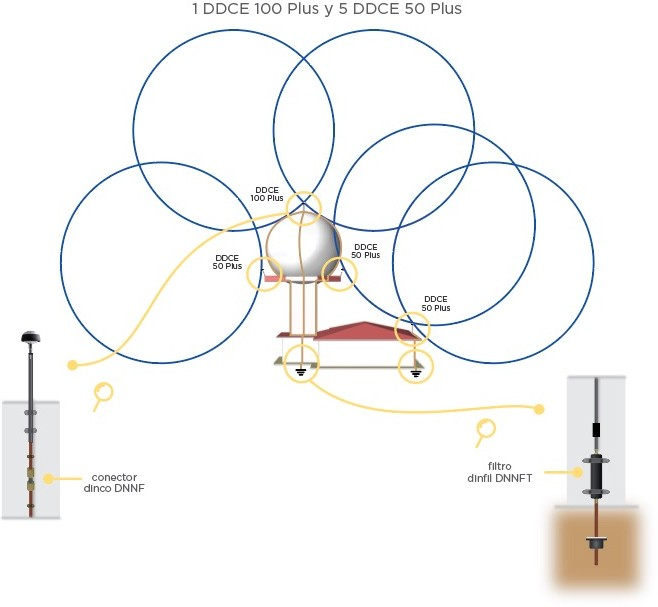 1 DDCE 100 Plus y 5 DDCE 50 Plus
DDCE
100 Plus
DDCE
50 Plus
DDCE
50 Plus
DDCE
50 Plus
conector
dinco DNNF
filtro
dinfil DNNFT